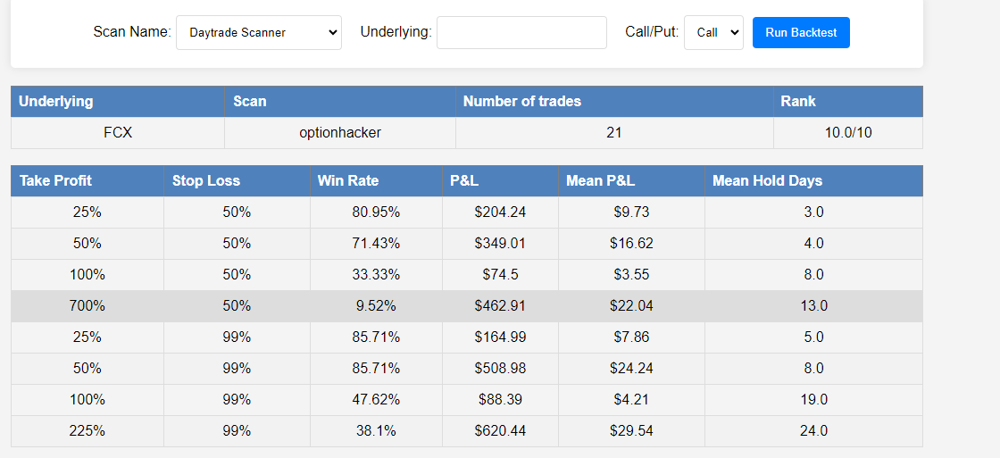 Scan Name: Daytrade Scanner Underlying: Call/Put: Call Run Backtest
Underlying Scan Number of trades Rank
FCX optionhacker 21 10.0/10
Take Profit Stop Loss Win Rate P&L Mean P&L Mean Hold Days
25% 50% 80.95% $204.24 $9.73 3.0
50% 50% 71.43% $349.01 $16.62 4.0
100% 50% 33.33% $74.5 $3.55 8.0
700% 50% 9.52% $462.91 $22.04 13.0
25% 99% 85.71% $164.99 $7.86 5.0
50% 99% 85.71% $508.98 $24.24 8.0
100% 99% 47.62% $88.39 $4.21 19.0
225% 99% 38.1% $620.44 $29.54 24.0